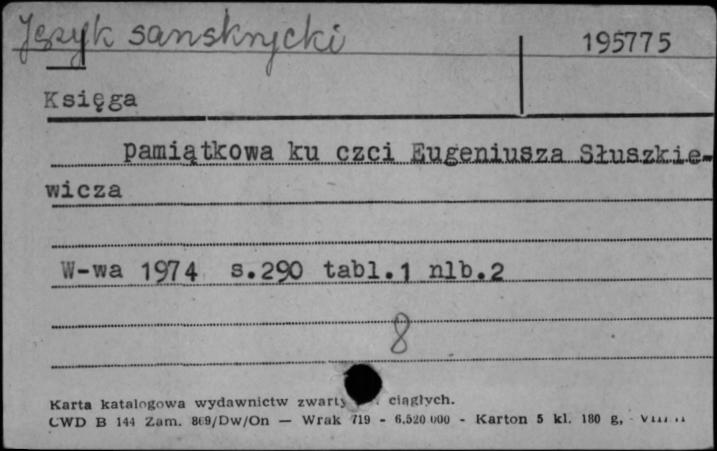 Język sanskrycki
195775
Księga
pamiątkowa ku czci Eugeniusza Słuszkie-
wicza
W-wa 1974 s.290 tabl.1 nlb.2
8
Karta katalogowa wydawnictw ciągłych.
CWD B 144 Zam. 869/Dw/On — Wrak 719 - 6.520 000 - Karton 5 kl. 180 g,